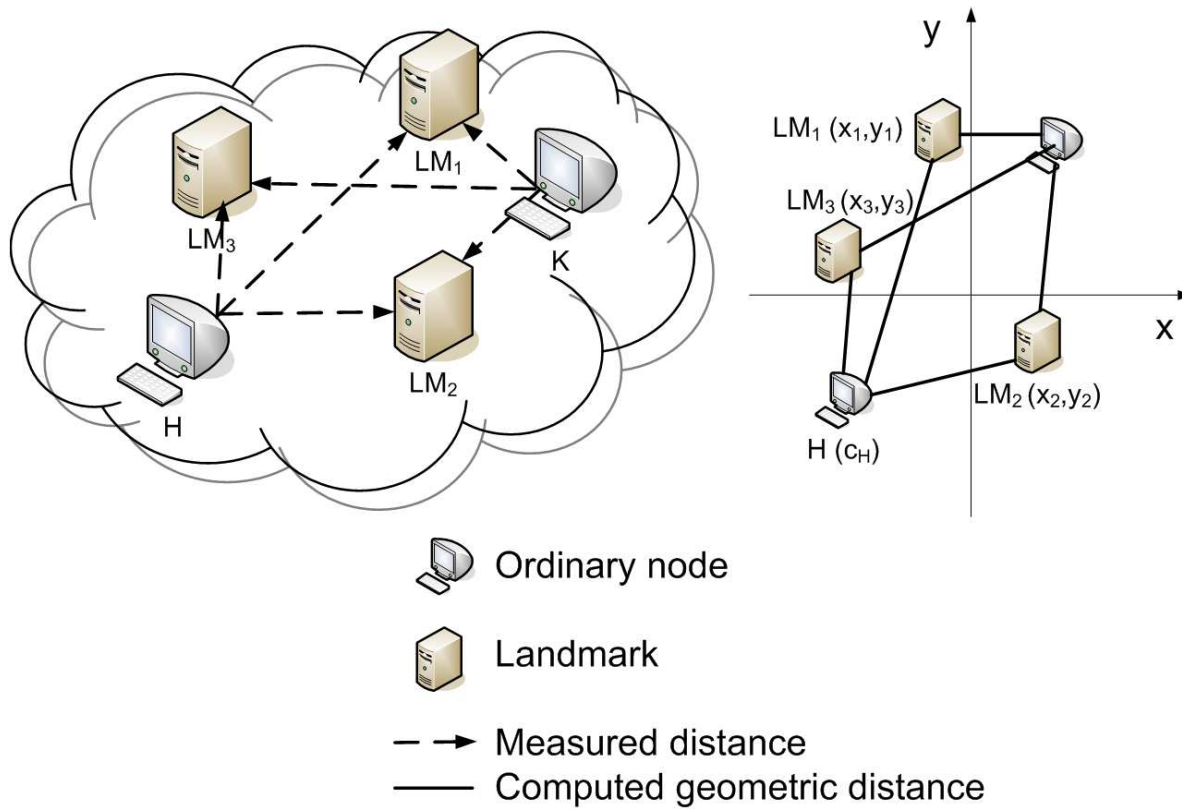 LM₁
LM₃
K
LM₂
H
y
LM₁ (x₁,y₁)
LM₃ (x₃,y₃)
x
LM₂ (x₂,y₂)
H (c_H)
Ordinary node
Landmark
Measured distance
Computed geometric distance